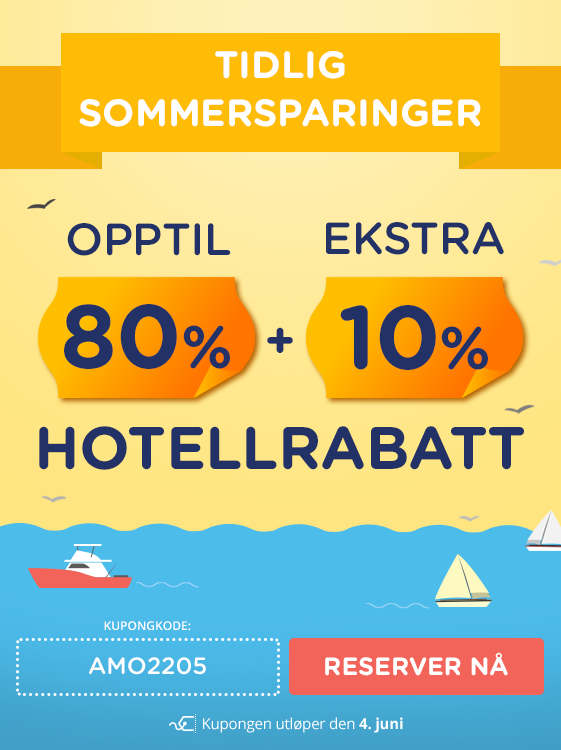 TIDLIG
SOMMERSPARINGER
OPPTIL
EKSTRA
80% + 10%
HOTELLRABATT
KUPONGKODE:
AMO2205
RESERVER NÅ
Kupongen utløper den 4. juni